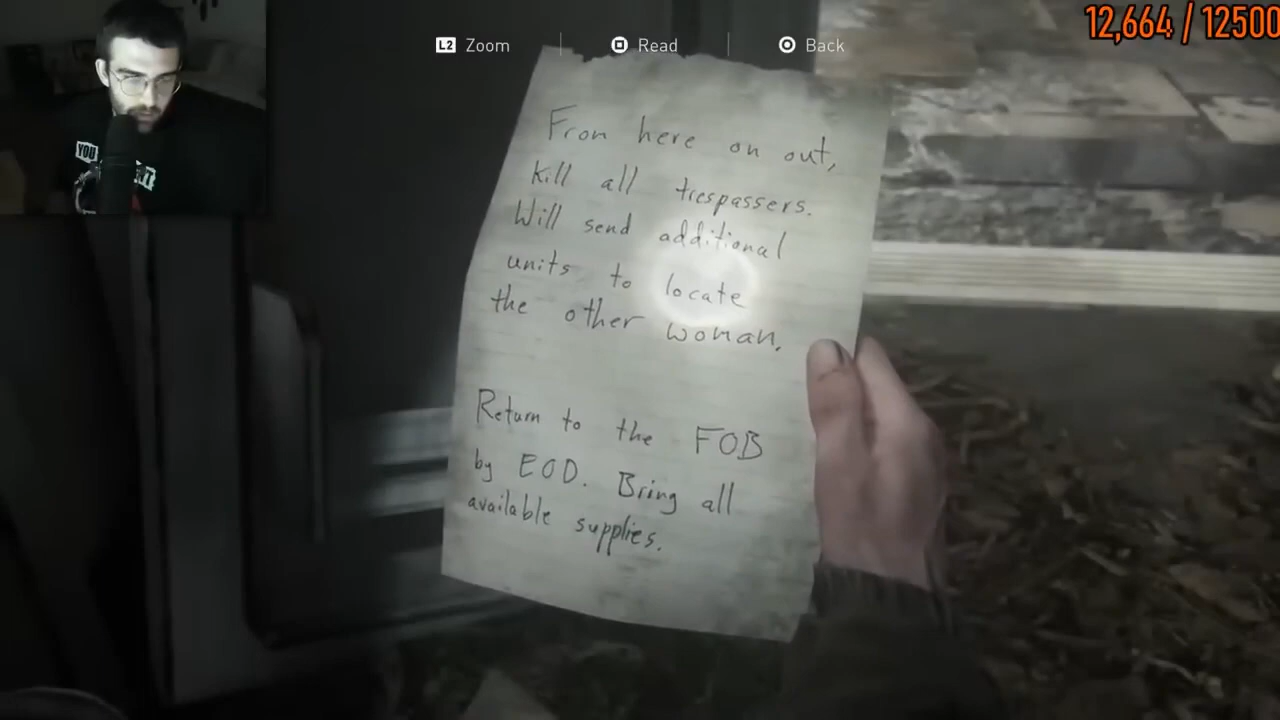 12,664 / 12500
L2 Zoom
Read
Back
From here on out,
kill all trespassers.
Will send additional
units to locate
the other woman.
Return to the FOB
by EOD. Bring all
available supplies.
YOU